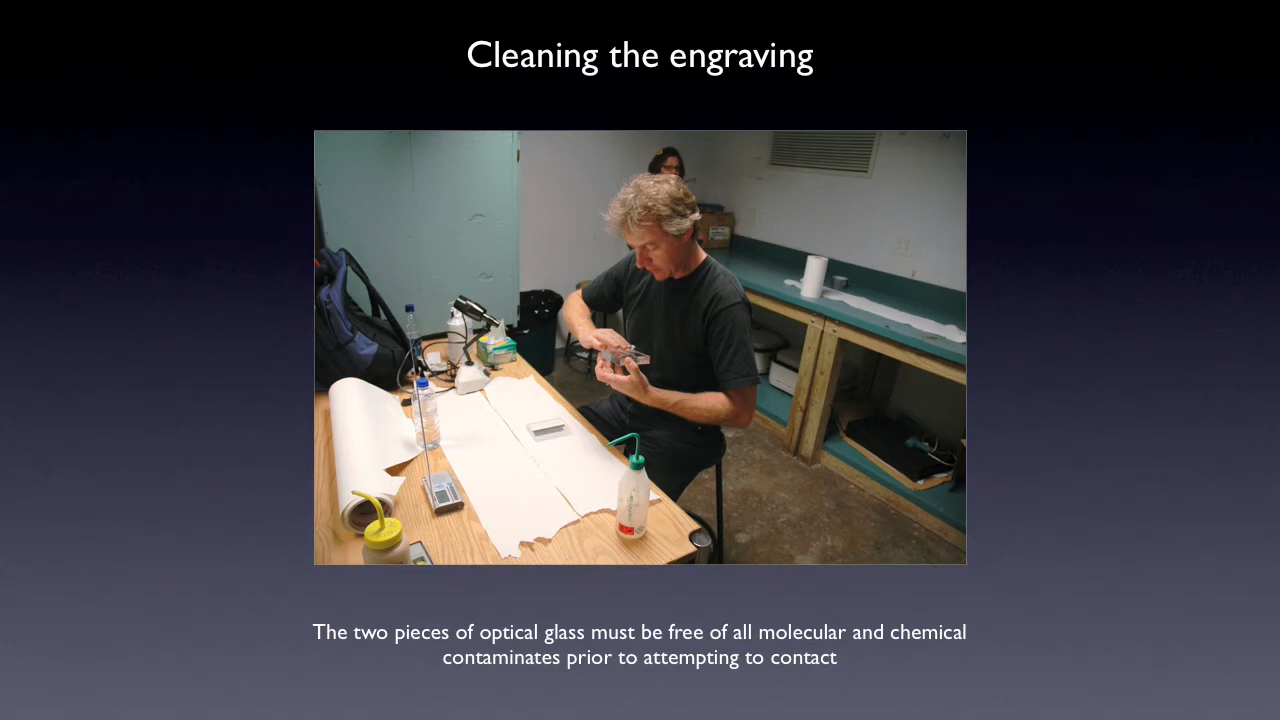 Cleaning the engraving
The two pieces of optical glass must be free of all molecular and chemical
contaminates prior to attempting to contact